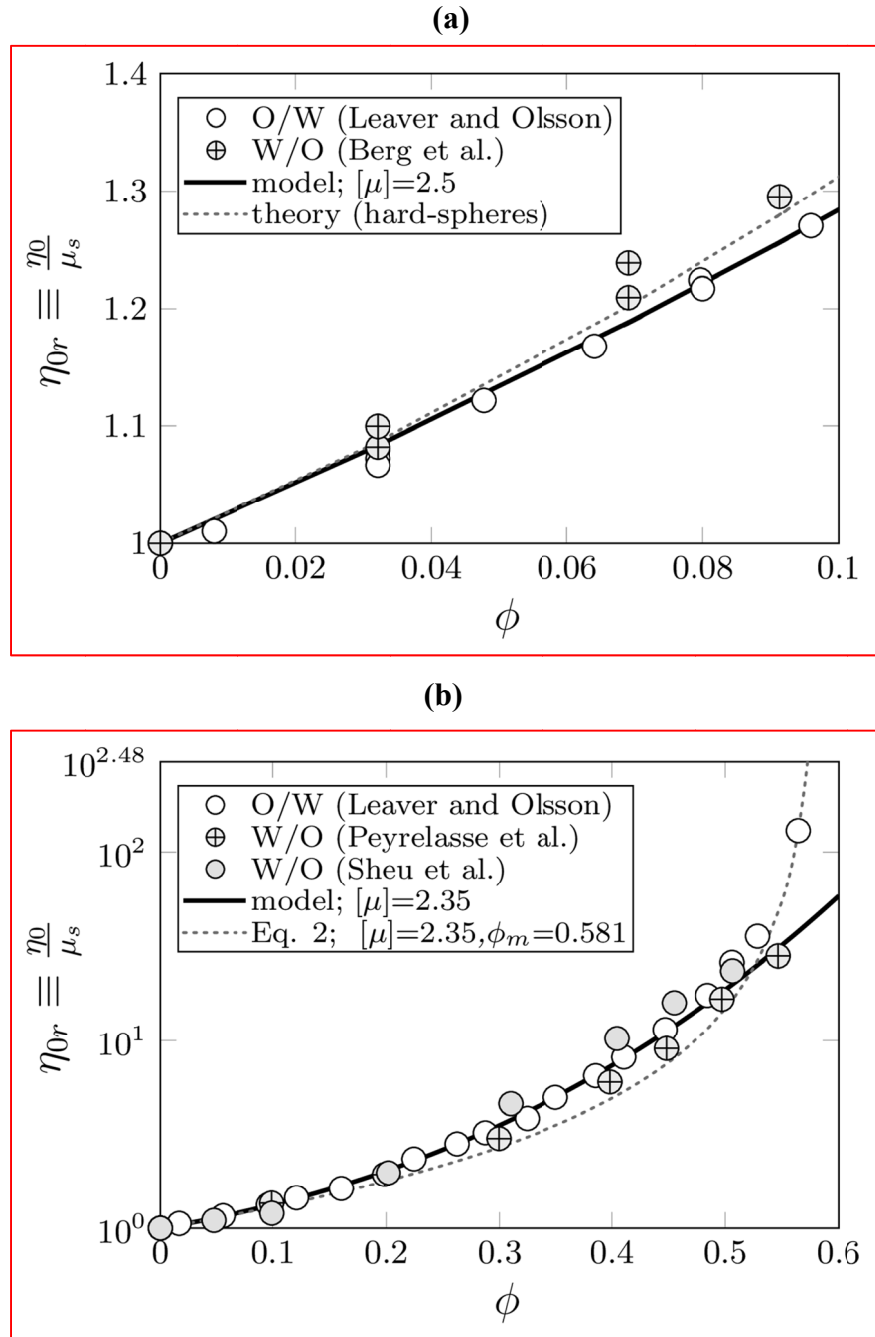 (a)
1.4
1.3
1.2
1.1
1
η₀ᵣ ≡ η₀/μₛ
O/W (Leaver and Olsson)
W/O (Berg et al.)
model; [μ]=2.5
theory (hard-spheres)
0 0.02 0.04 0.06 0.08 0.1
ϕ
(b)
10^2.48
10^2
10^1
10^0
η₀ᵣ ≡ η₀/μₛ
O/W (Leaver and Olsson)
W/O (Peyrelasse et al.)
W/O (Sheu et al.)
model; [μ]=2.35
Eq. 2; [μ]=2.35,ϕₘ=0.581
0 0.1 0.2 0.3 0.4 0.5 0.6
ϕ